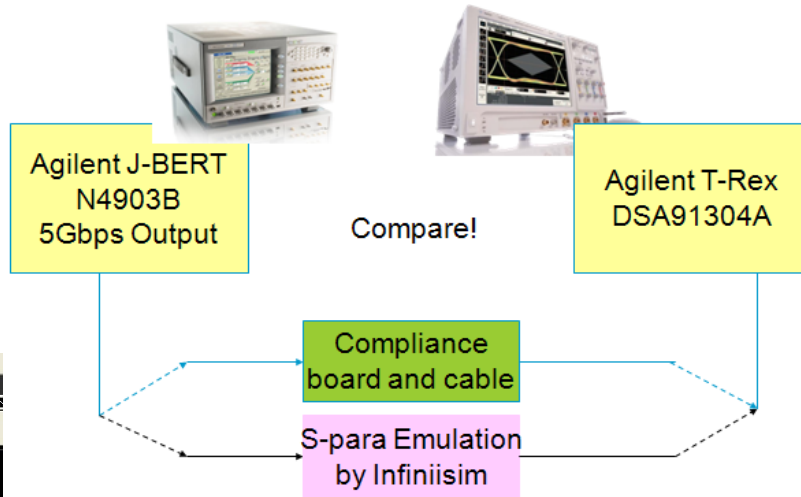 Agilent J-BERT
N4903B
5Gbps Output
Agilent T-Rex
DSA91304A
Compare!
Compliance
board and cable
S-para Emulation
by Infiniisim